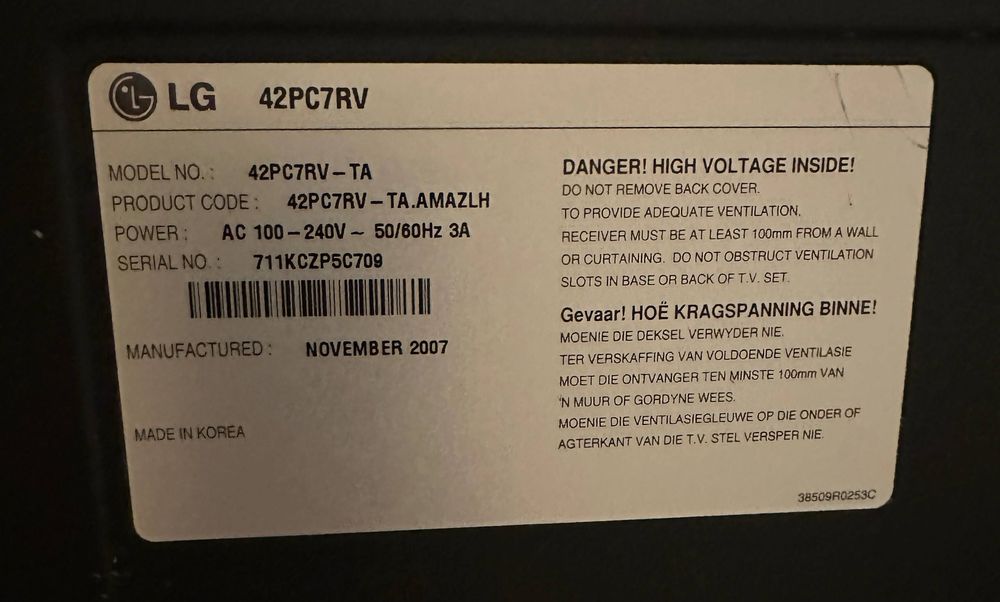 LG 42PC7RV
MODEL NO. : 42PC7RV-TA
PRODUCT CODE : 42PC7RV-TA.AMAZLH
POWER : AC 100-240V ~ 50/60Hz 3A
SERIAL NO. : 711KCZP5C709
MANUFACTURED : NOVEMBER 2007
MADE IN KOREA
DANGER! HIGH VOLTAGE INSIDE!
DO NOT REMOVE BACK COVER.
TO PROVIDE ADEQUATE VENTILATION,
RECEIVER MUST BE AT LEAST 100mm FROM A WALL
OR CURTAINING. DO NOT OBSTRUCT VENTILATION
SLOTS IN BASE OR BACK OF T.V. SET.
Gevaar! HOË KRAGSPANNING BINNE!
MOENIE DIE DEKSEL VERWYDER NIE.
TER VERSKAFFING VAN VOLDOENDE VENTILASIE
MOET DIE ONTVANGER TEN MINSTE 100mm VAN
'N MUUR OF GORDYNE WEES.
MOENIE DIE VENTILASIEGLEUWE OP DIE ONDER OF
AGTERKANT VAN DIE T.V. STEL VERSPER NIE.
38509R0253C